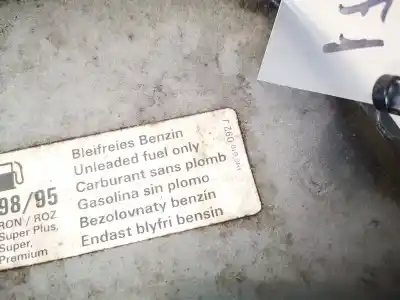 98/95
RON / ROZ
Super Plus,
Super,
Premium
Bleifreies Benzin
Unleaded fuel only
Carburant sans plomb
Gasolina sin plomo
Bezolovnaty benzin
Endast blyfri bensin